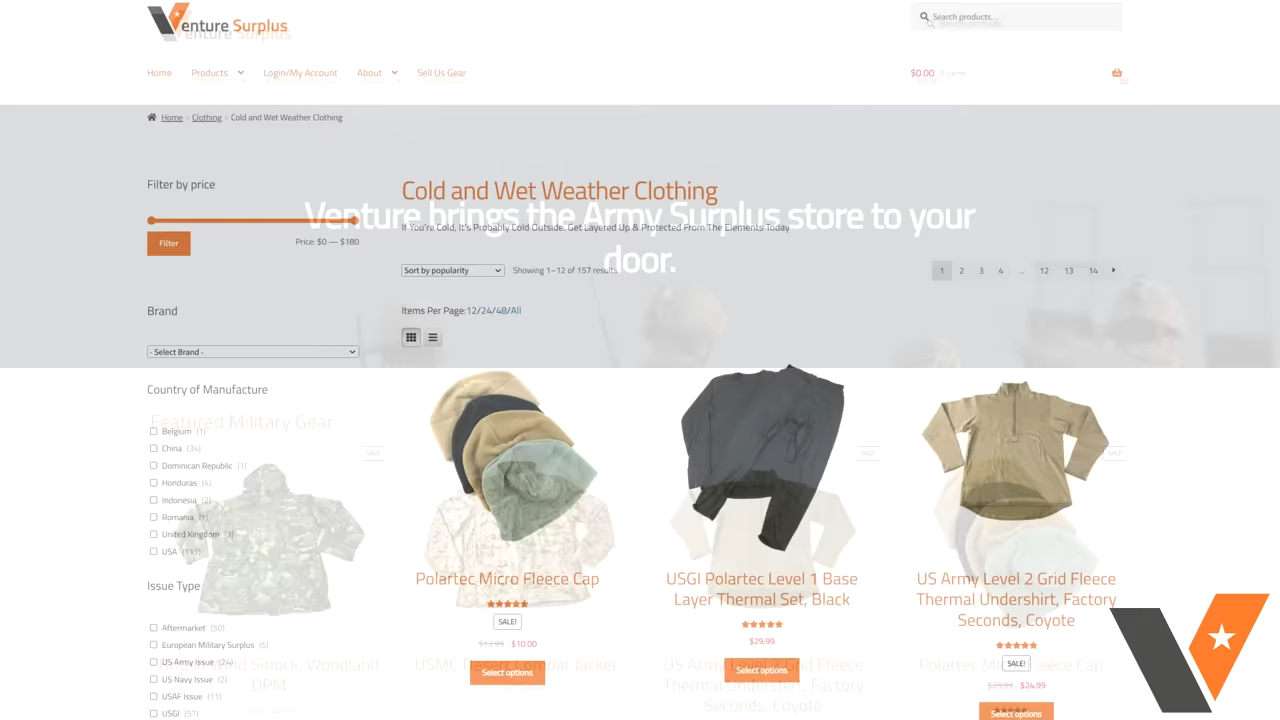 Venture Surplus
Search products...
Home Products Login/My Account About Sell Us Gear
$0.00 0 items
Home Clothing Cold and Wet Weather Clothing
Filter by price
Filter
Price: $0 — $180
Cold and Wet Weather Clothing
Venture brings the Army Surplus store to your
door.
If You're Cold, It's Probably Cold Outside. Get Layered Up & Protected From The Elements Today
Sort by popularity
Showing 1–12 of 157 results
1 2 3 4 ... 12 13 14
Items Per Page:12/24/48/All
Brand
- Select Brand -
Country of Manufacture
Featured Military Gear
Belgium (1)
China (34)
Dominican Republic (1)
Honduras (4)
Indonesia (2)
Romania (1)
United Kingdom (3)
USA (113)
Issue Type
Aftermarket (50)
European Military Surplus (5)
US Army Issue (24)
US Navy Issue (2)
USAF Issue (11)
USGI (57)
SALE
SALE
SALE
Polartec Micro Fleece Cap
SALE!
$13.99 $10.00
Select options
USGI Polartec Level 1 Base
Layer Thermal Set, Black
$29.99
Select options
US Army Level 2 Grid Fleece
Thermal Undershirt, Factory
Seconds, Coyote
SALE!
$39.99 $24.99
Select options
Smock, Woodland
DPM
USMC Desert Combat Jacket
US Army Level 2 Grid Fleece
Thermal Undershirt, Factory
Seconds, Coyote
Polartec Micro Fleece Cap